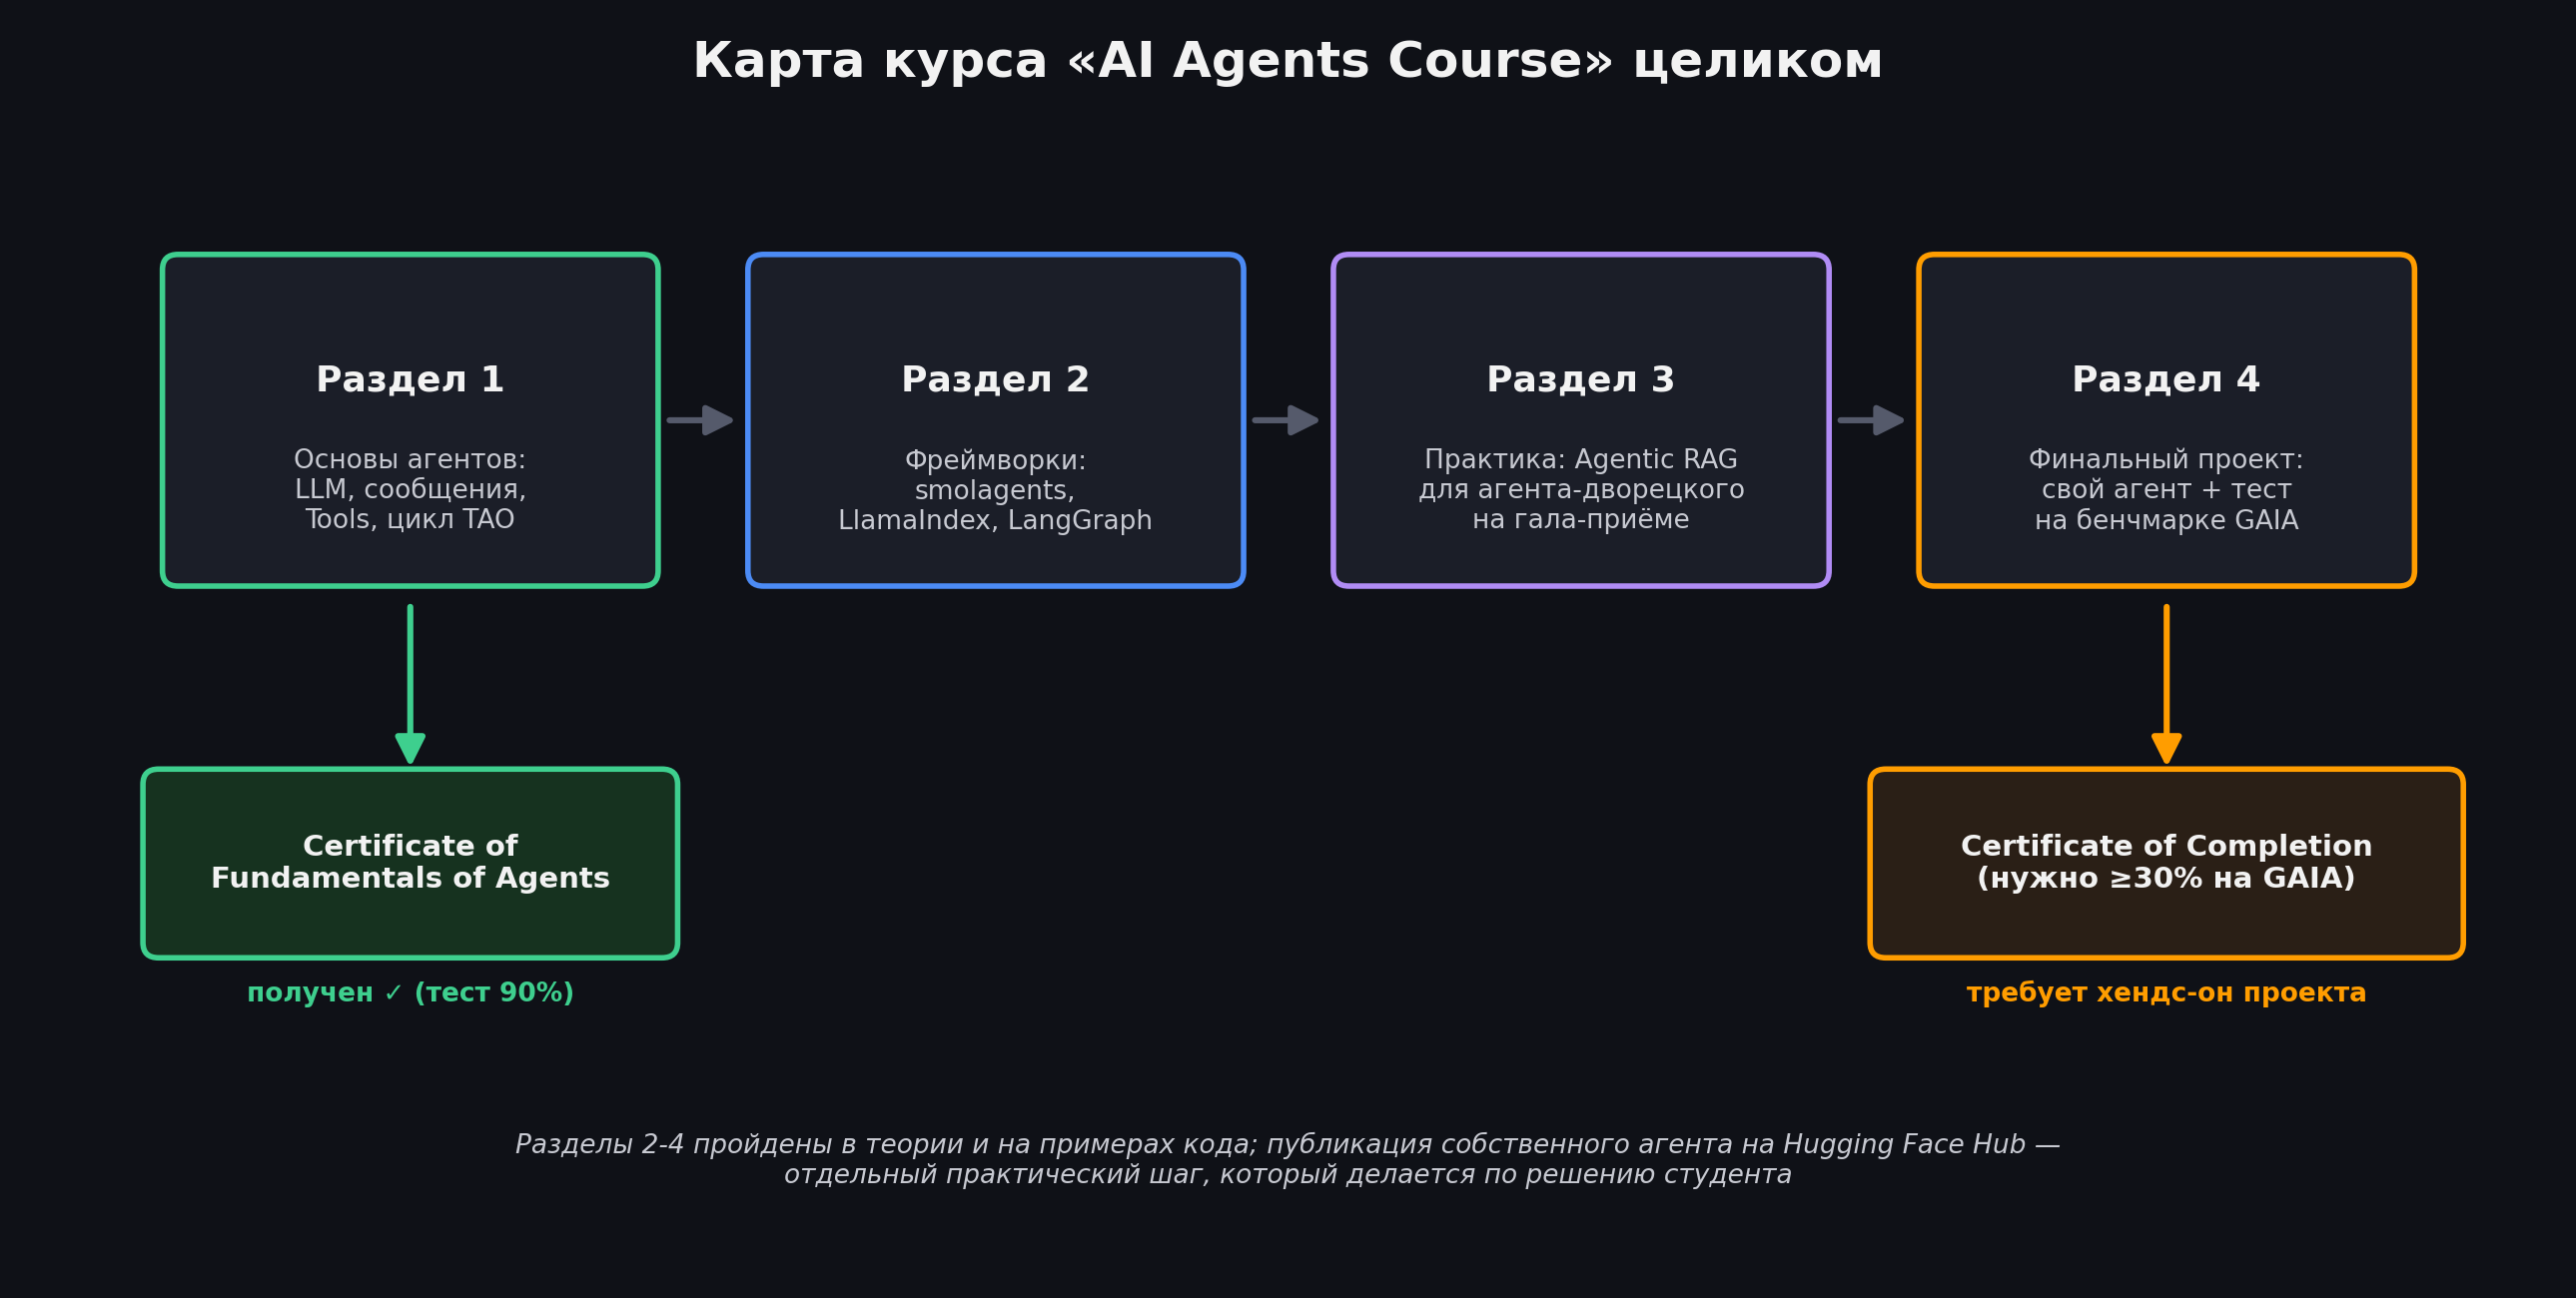 Карта курса «AI Agents Course» целиком
Раздел 1
Основы агентов:
LLM, сообщения,
Tools, цикл TAO
Раздел 2
Фреймворки:
smolagents,
LlamaIndex, LangGraph
Раздел 3
Практика: Agentic RAG
для агента-дворецкого
на гала-приёме
Раздел 4
Финальный проект:
свой агент + тест
на бенчмарке GAIA
Certificate of
Fundamentals of Agents
получен ✓ (тест 90%)
Certificate of Completion
(нужно ≥30% на GAIA)
требует хендс-он проекта
Разделы 2-4 пройдены в теории и на примерах кода; публикация собственного агента на Hugging Face Hub —
отдельный практический шаг, который делается по решению студента